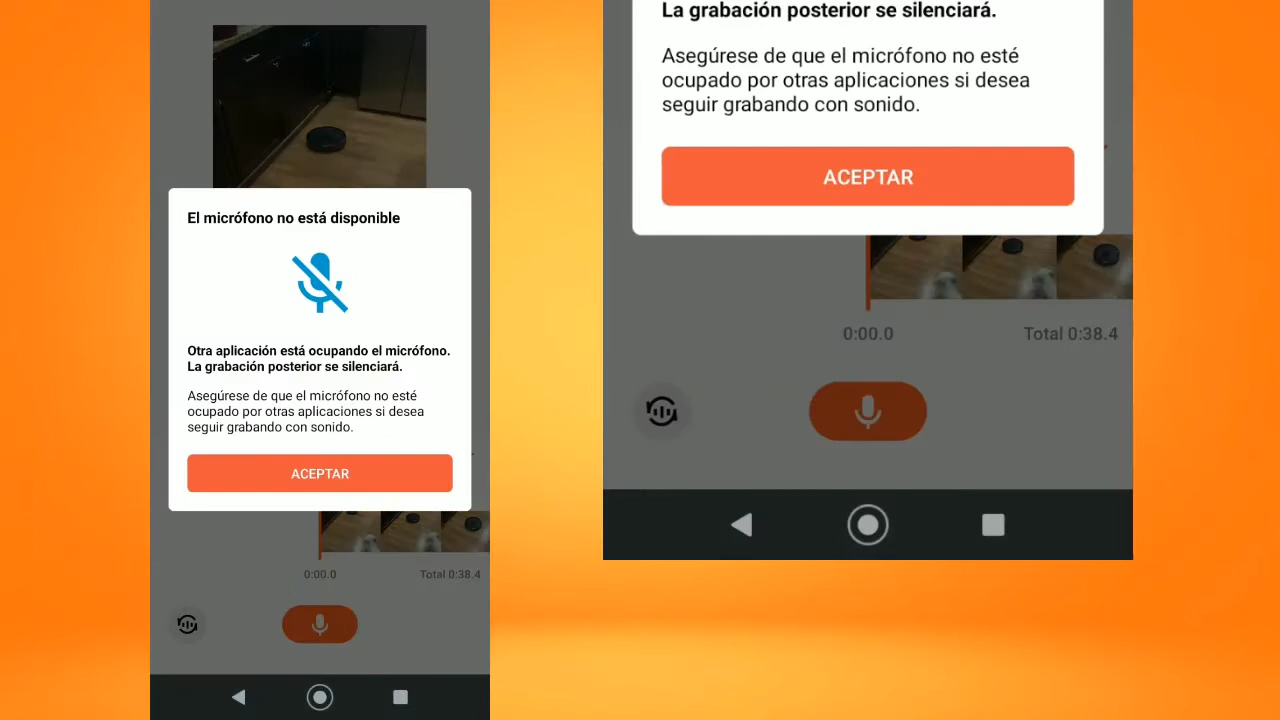 El micrófono no está disponible
Otra aplicación está ocupando el micrófono.
La grabación posterior se silenciará.
Asegúrese de que el micrófono no esté
ocupado por otras aplicaciones si desea
seguir grabando con sonido.
ACEPTAR
0:00.0
Total 0:38.4
La grabación posterior se silenciará.
Asegúrese de que el micrófono no esté
ocupado por otras aplicaciones si desea
seguir grabando con sonido.
ACEPTAR
0:00.0
Total 0:38.4